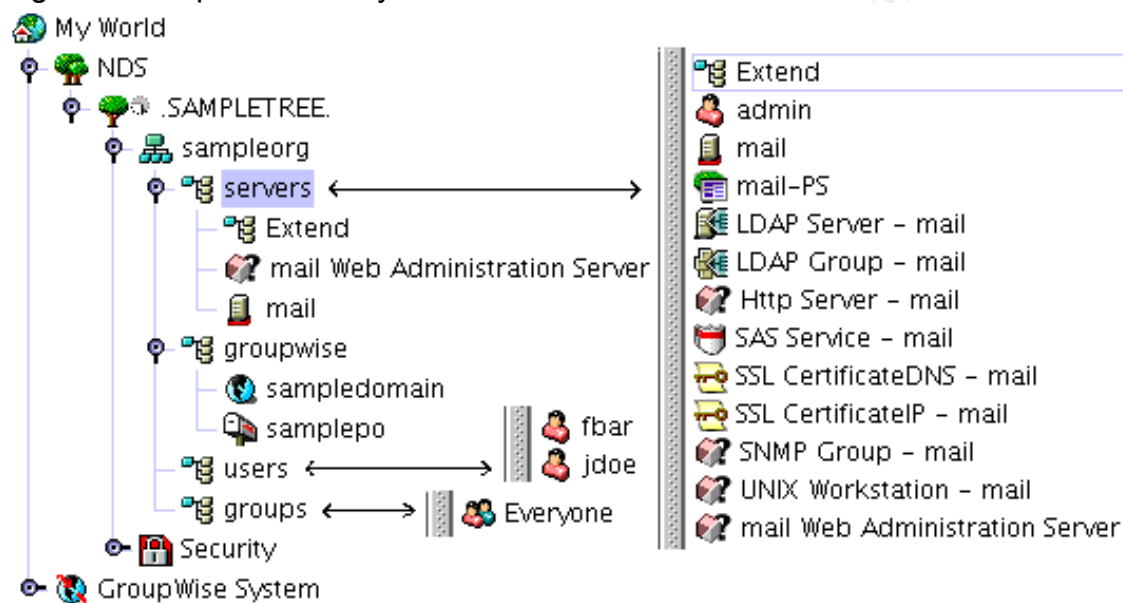 My World
NDS
.SAMPLETREE.
sampleorg
servers
Extend
mail Web Administration Server
mail
groupwise
sampledomain
samplepo
users
fbar
jdoe
groups
Everyone
Security
GroupWise System
Extend
admin
mail
mail-PS
LDAP Server - mail
LDAP Group - mail
Http Server - mail
SAS Service - mail
SSL CertificateDNS - mail
SSL CertificateIP - mail
SNMP Group - mail
UNIX Workstation - mail
mail Web Administration Server